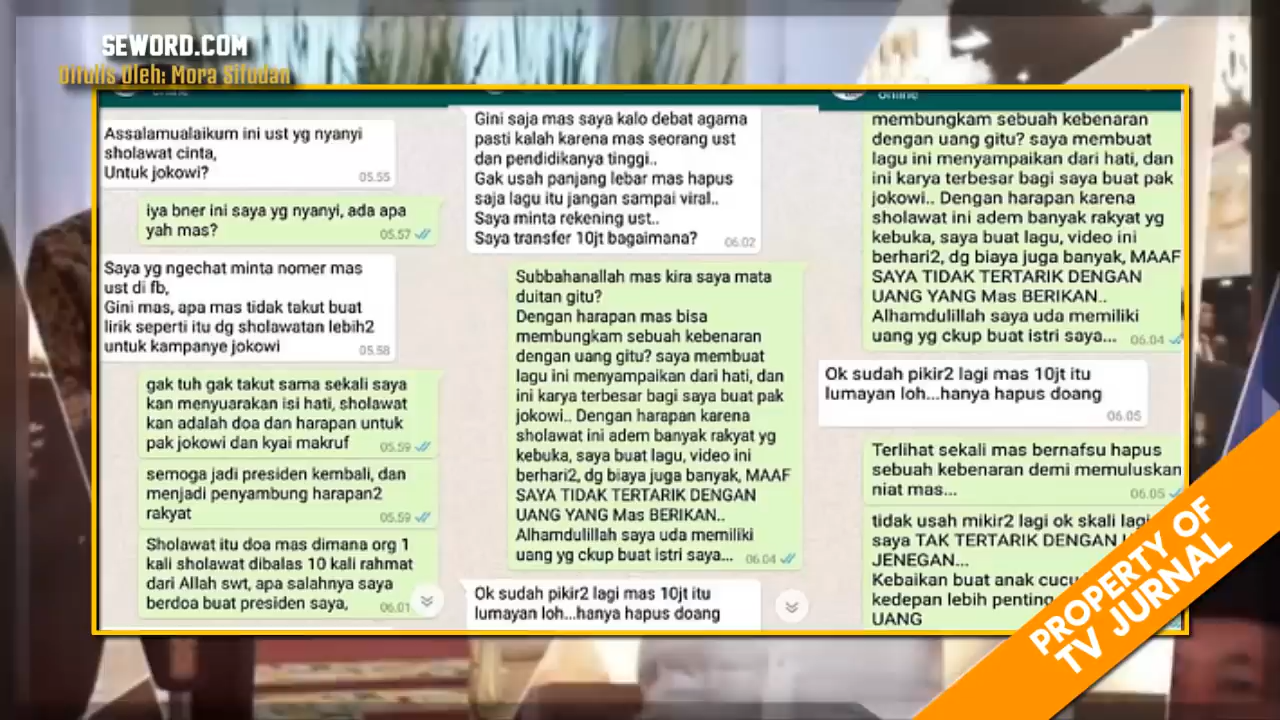 SEWORD.COM
Ditulis Oleh: Mora Sifudan
Assalamualaikum ini ust yg nyanyi
sholawat cinta,
Untuk jokowi?
05.55
iya bner ini saya yg nyanyi, ada apa
yah mas?
05.57
Saya yg ngechat minta nomer mas
ust di fb,
Gini mas, apa mas tidak takut buat
lirik seperti itu dg sholawatan lebih2
untuk kampanye jokowi
05.58
gak tuh gak takut sama sekali saya
kan menyuarakan isi hati, sholawat
kan adalah doa dan harapan untuk
pak jokowi dan kyai makruf
05.59
semoga jadi presiden kembali, dan
menjadi penyambung harapan2
rakyat
05.59
Sholawat itu doa mas dimana org 1
kali sholawat dibalas 10 kali rahmat
dari Allah swt, apa salahnya saya
berdoa buat presiden saya,
06.01
Gini saja mas saya kalo debat agama
pasti kalah karena mas seorang ust
dan pendidikanya tinggi..
Gak usah panjang lebar mas hapus
saja lagu itu jangan sampai viral..
Saya minta rekening ust..
Saya transfer 10jt bagaimana?
06.02
Subbahanallah mas kira saya mata
duitan gitu?
Dengan harapan mas bisa
membungkam sebuah kebenaran
dengan uang gitu? saya membuat
lagu ini menyampaikan dari hati, dan
ini karya terbesar bagi saya buat pak
jokowi.. Dengan harapan karena
sholawat ini adem banyak rakyat yg
kebuka, saya buat lagu, video ini
berhari2, dg biaya juga banyak, MAAF
SAYA TIDAK TERTARIK DENGAN
UANG YANG Mas BERIKAN..
Alhamdulillah saya uda memiliki
uang yg ckup buat istri saya...
06.04
Ok sudah pikir2 lagi mas 10jt itu
lumayan loh...hanya hapus doang
online
membungkam sebuah kebenaran
dengan uang gitu? saya membuat
lagu ini menyampaikan dari hati, dan
ini karya terbesar bagi saya buat pak
jokowi.. Dengan harapan karena
sholawat ini adem banyak rakyat yg
kebuka, saya buat lagu, video ini
berhari2, dg biaya juga banyak, MAAF
SAYA TIDAK TERTARIK DENGAN
UANG YANG Mas BERIKAN..
Alhamdulillah saya uda memiliki
uang yg ckup buat istri saya...
06.04
Ok sudah pikir2 lagi mas 10jt itu
lumayan loh...hanya hapus doang
06.05
Terlihat sekali mas bernafsu hapus
sebuah kebenaran demi memuluskan
niat mas...
06.05
tidak usah mikir2 lagi ok skali lagi
saya TAK TERTARIK DENGAN
JENEGAN...
Kebaikan buat anak cucu
kedepan lebih penting
UANG
PROPERTY OF
TV JURNAL